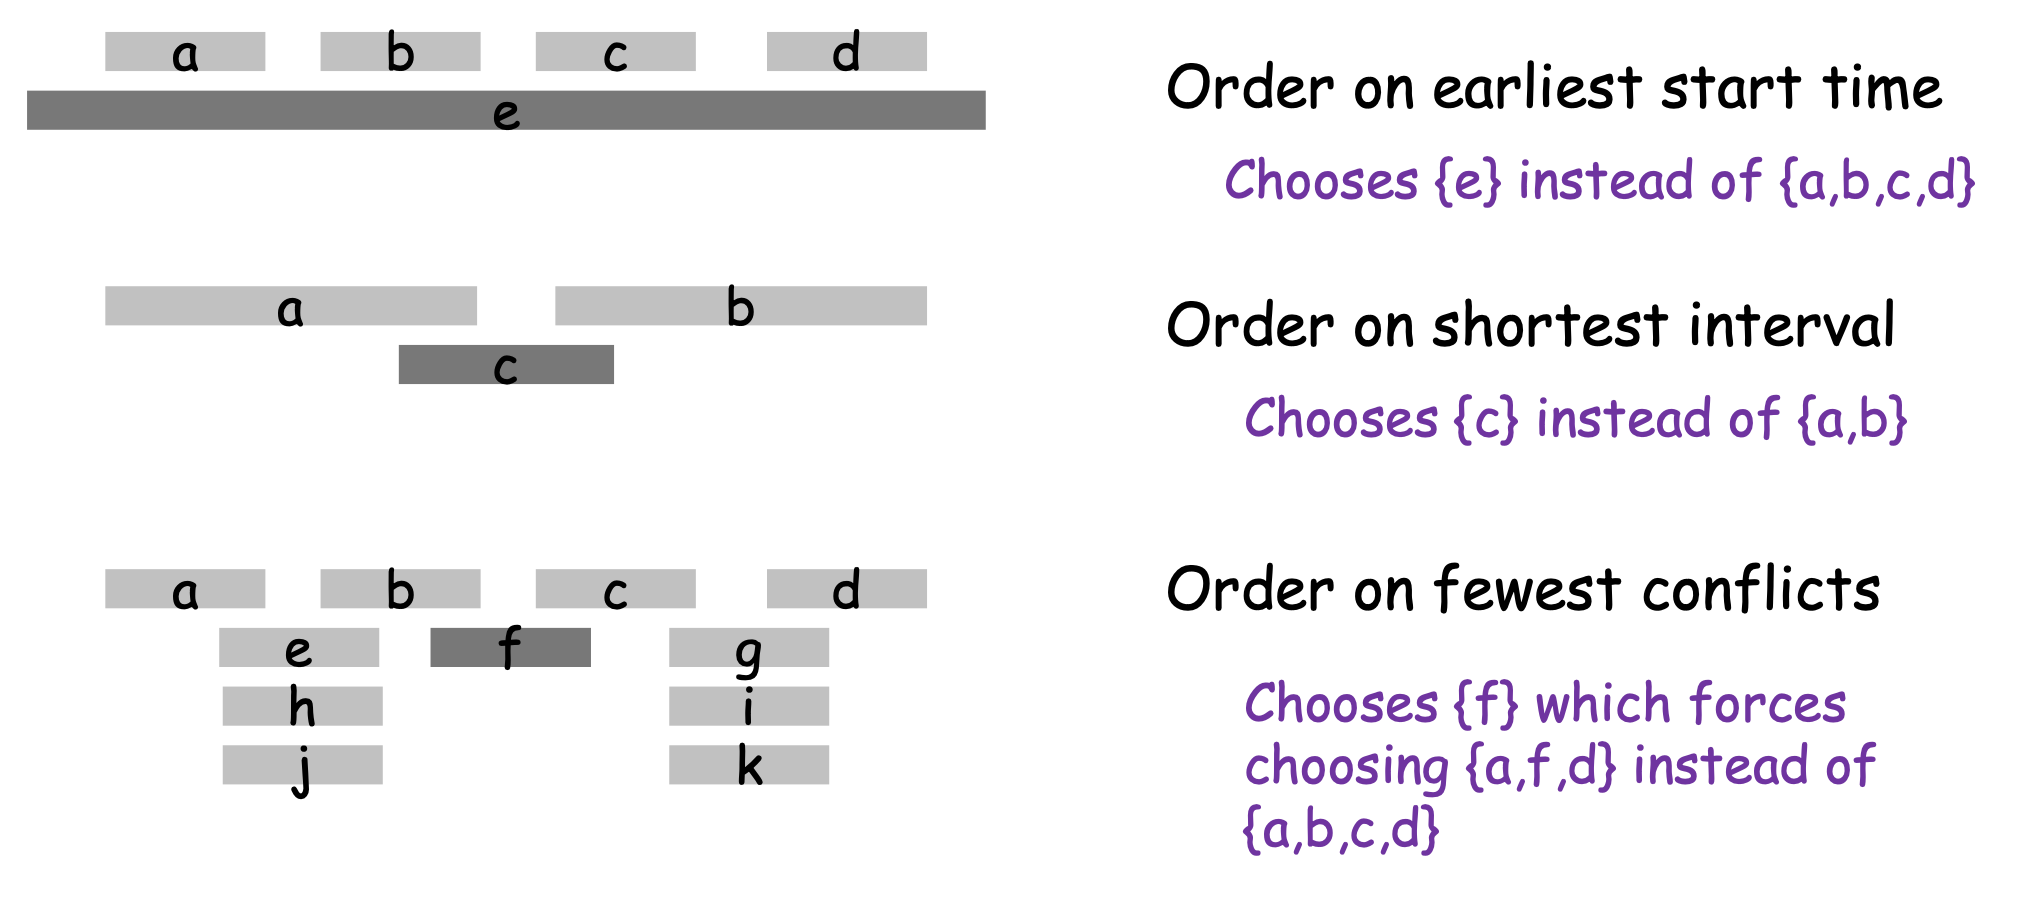 a b c d
e
Order on earliest start time
Chooses {e} instead of {a,b,c,d}
a b
c
Order on shortest interval
Chooses {c} instead of {a,b}
a b c d
e f g
h i
j k
Order on fewest conflicts
Chooses {f} which forces
choosing {a,f,d} instead of
{a,b,c,d}